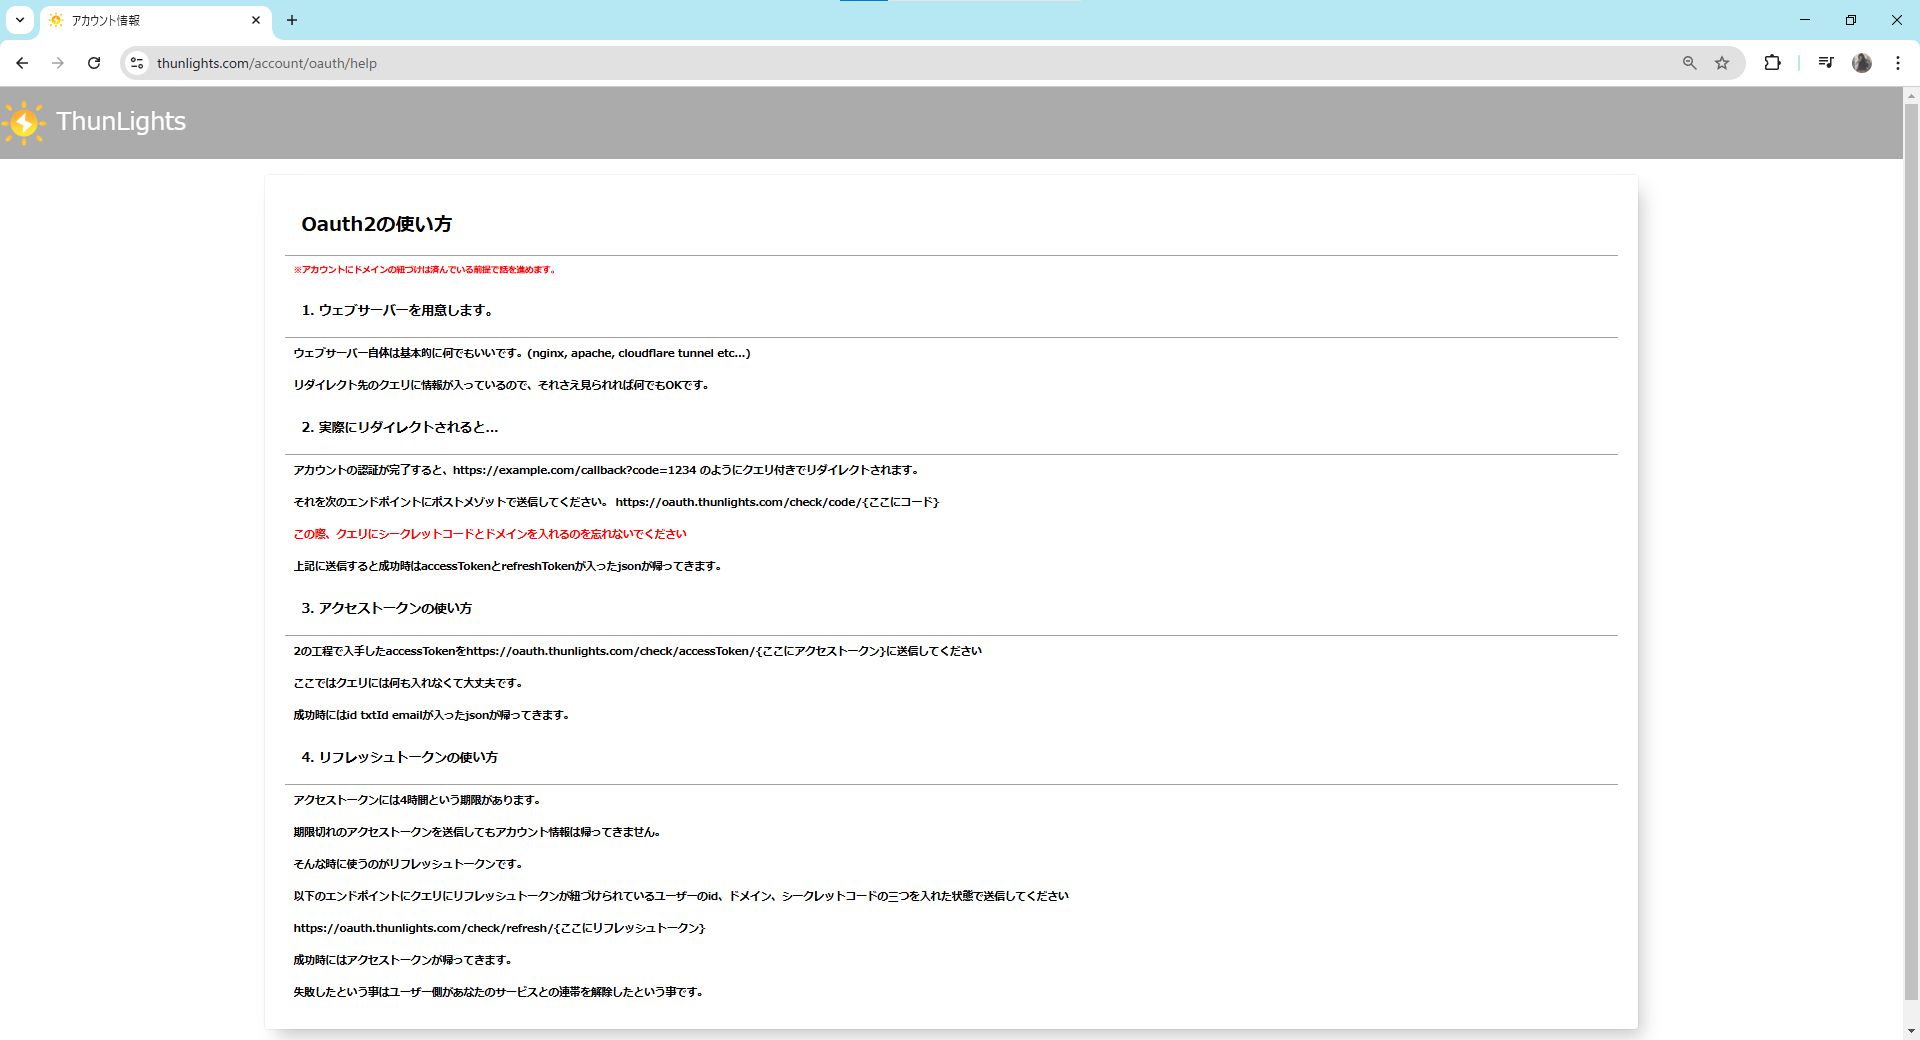 アカウント情報
thunlights.com/account/oauth/help
ThunLights
Oauth2の使い方
※アカウントにドメインの紐づけは済んでいる前提で話を進めます。
1. ウェブサーバーを用意します。
ウェブサーバー自体は基本的に何でもいいです。(nginx, apache, cloudflare tunnel etc...)
リダイレクト先のクエリに情報が入っているので、それさえ見られれば何でもOKです。
2. 実際にリダイレクトされると...
アカウントの認証が完了すると、https://example.com/callback?code=1234 のようにクエリ付きでリダイレクトされます。
それを次のエンドポイントにポストメゾットで送信してください。 https://oauth.thunlights.com/check/code/{ここにコード}
この際、クエリにシークレットコードとドメインを入れるのを忘れないでください
上記に送信すると成功時はaccessTokenとrefreshTokenが入ったjsonが帰ってきます。
3. アクセストークンの使い方
2の工程で入手したaccessTokenをhttps://oauth.thunlights.com/check/accessToken/{ここにアクセストークン}に送信してください
ここではクエリには何も入れなくて大丈夫です。
成功時にはid txtId emailが入ったjsonが帰ってきます。
4. リフレッシュトークンの使い方
アクセストークンには4時間という期限があります。
期限切れのアクセストークンを送信してもアカウント情報は帰ってきません。
そんな時に使うのがリフレッシュトークンです。
以下のエンドポイントにクエリにリフレッシュトークンが紐づけられているユーザーのid、ドメイン、シークレットコードの三つを入れた状態で送信してください
https://oauth.thunlights.com/check/refresh/{ここにリフレッシュトークン}
成功時にはアクセストークンが帰ってきます。
失敗したという事はユーザー側があなたのサービスとの連帯を解除したという事です。